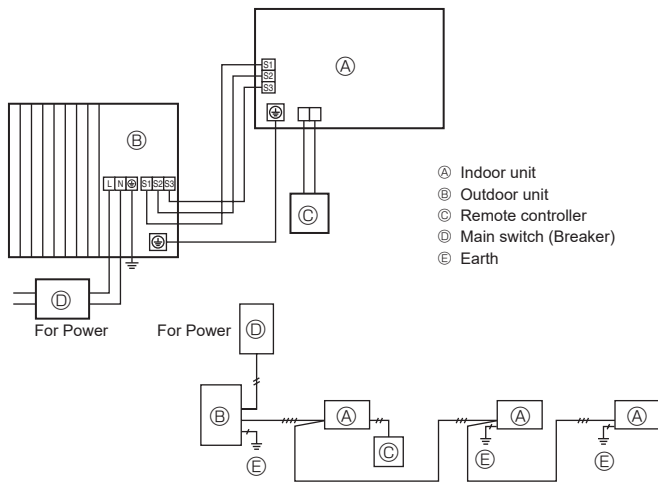 S1
S2
S3
Ⓐ
Ⓑ
L N S1 S2 S3
Ⓒ
Ⓐ Indoor unit
Ⓑ Outdoor unit
Ⓒ Remote controller
Ⓓ Main switch (Breaker)
Ⓔ Earth
Ⓓ
For Power
For Power Ⓓ
Ⓑ Ⓐ Ⓐ Ⓐ
Ⓒ
Ⓔ Ⓔ Ⓔ